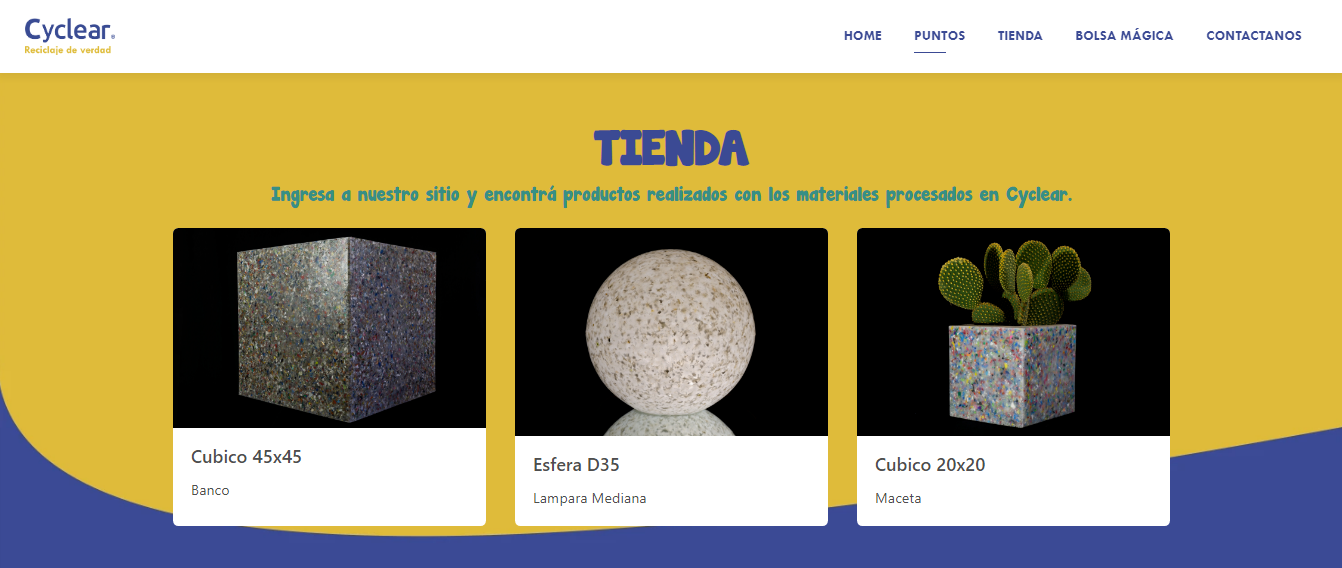 Cyclear.
Reciclaje de verdad
HOME
PUNTOS
TIENDA
BOLSA MÁGICA
CONTACTANOS
TIENDA
Ingresa a nuestro sitio y encontrá productos realizados con los materiales procesados en Cyclear.
Cubico 45x45
Banco
Esfera D35
Lampara Mediana
Cubico 20x20
Maceta